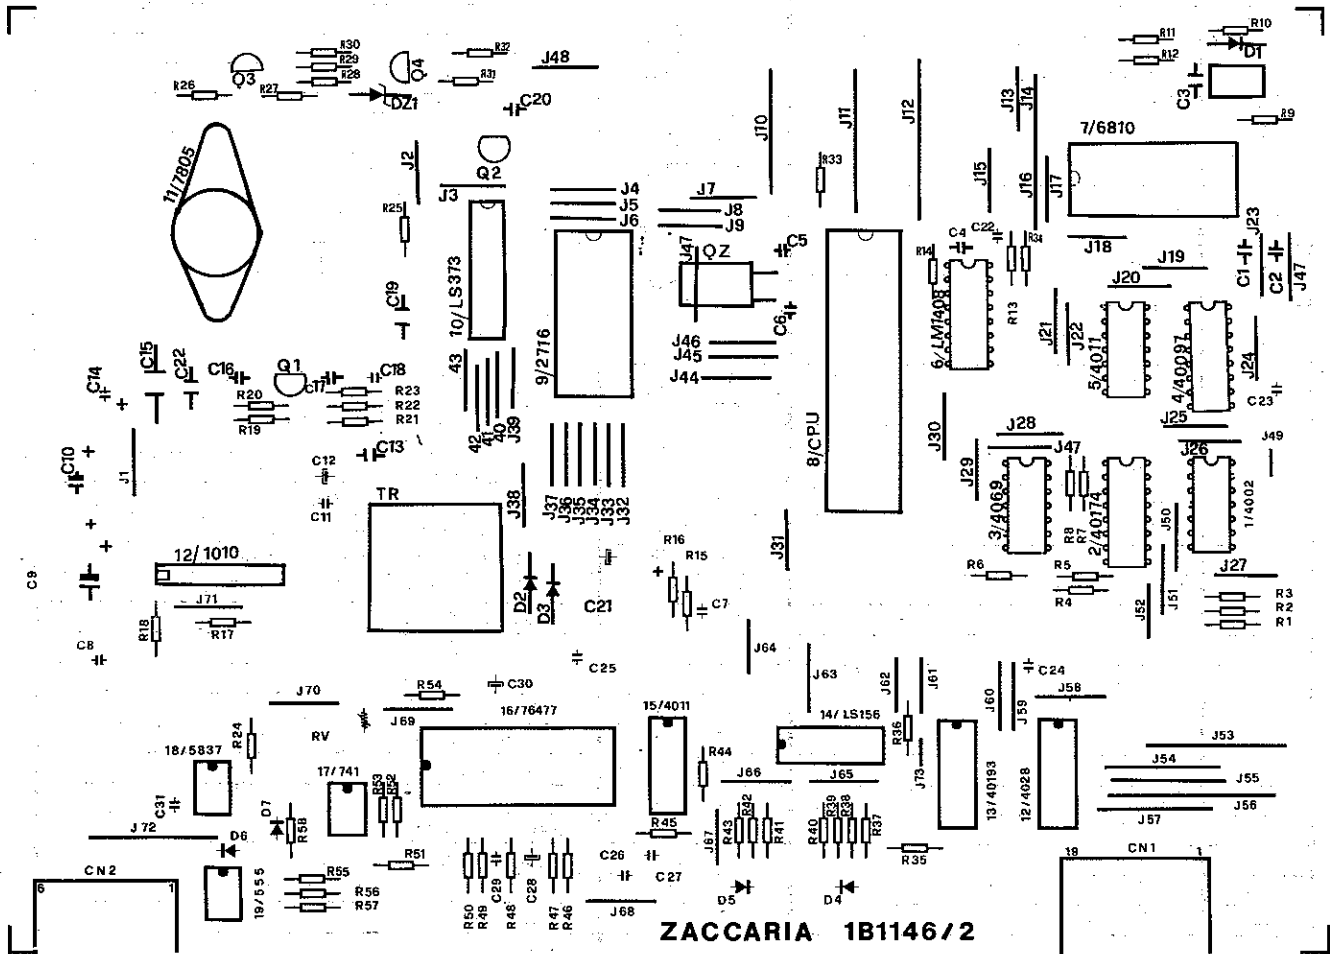 R30
R29
R28
Q3
Q4
R32
R31
J48
R26
R27
DZ1
C20
R11
R12
R10
D1
C3
R9
J10
J11
J12
J13
J14
7/6810
11/7805
J2
Q2
J3
R25
J4
J5
J6
J7
J8
J9
R33
J15
J16
J17
J47
QZ
C5
R14
C4
C22
R34
J18
J23
C1
C2
J47
J19
J20
C19
10/LS373
9/2716
C6
6/LM1408
R13
J21
J22
5/4011
4/40097
J24
J46
J45
J44
C14
C15
C22
C16
Q1
C17
C18
R20
R19
R23
R22
R21
43
42
41
40
J39
8/CPU
C23
J25
J30
J28
J47
J26
J49
J29
C10
J1
C12
C13
C11
TR
J38
J37
J36
J35
J34
J33
J32
3/4069
R8
R7
2/40174
J50
1/4002
J31
R16
R15
R6
R5
R4
J27
J51
J52
R3
R2
R1
C9
12/1010
J71
R18
R17
D2
D3
C21
C7
C8
J64
C25
J63
J62
J61
J60
J59
C24
J58
J70
R54
C30
J69
RV
16/76477
15/4011
14/LS156
R36
R24
18/5837
17/741
R53
R52
R44
J66
J65
J73
13/40193
12/4028
J53
J54
J55
J56
J57
C31
J72
D6
D7
R58
R45
J67
R43
R42
R41
R40
R39
R38
R37
R35
CN2
6
1
19/555
R55
R56
R57
R51
R50
R49
C29
R48
C28
R47
R46
C26
C27
J68
D5
D4
18
CN1
1
ZACCARIA 1B1146/2